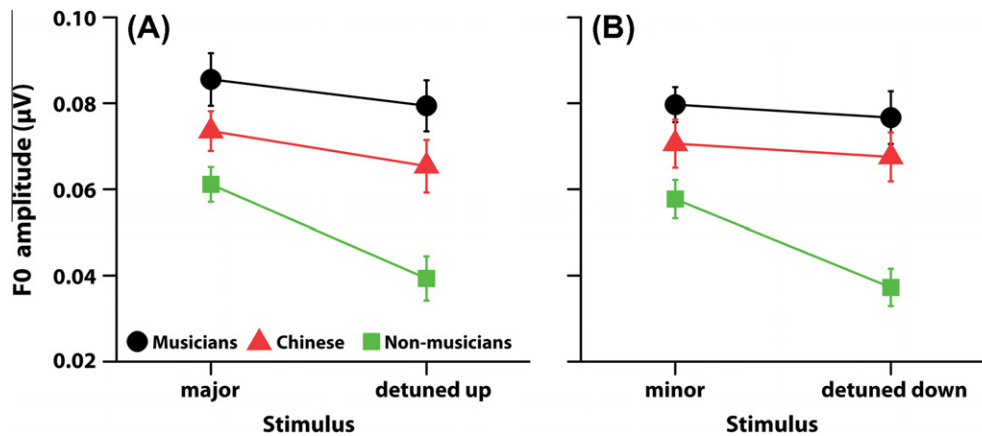 (A)
(B)
F0 amplitude (µV)
0.10
0.08
0.06
0.04
0.02
Musicians
Chinese
Non-musicians
major
detuned up
Stimulus
minor
detuned down
Stimulus